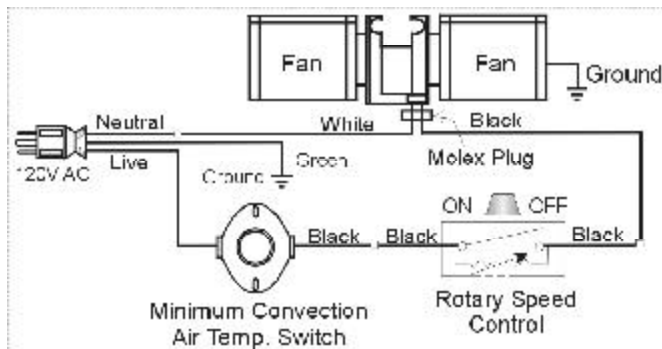 Fan
Fan
Ground
Neutral
White
Black
Live
Green
Molex Plug
120V AC
Ground
ON OFF
Black
Black
Black
Minimum Convection
Air Temp. Switch
Rotary Speed
Control